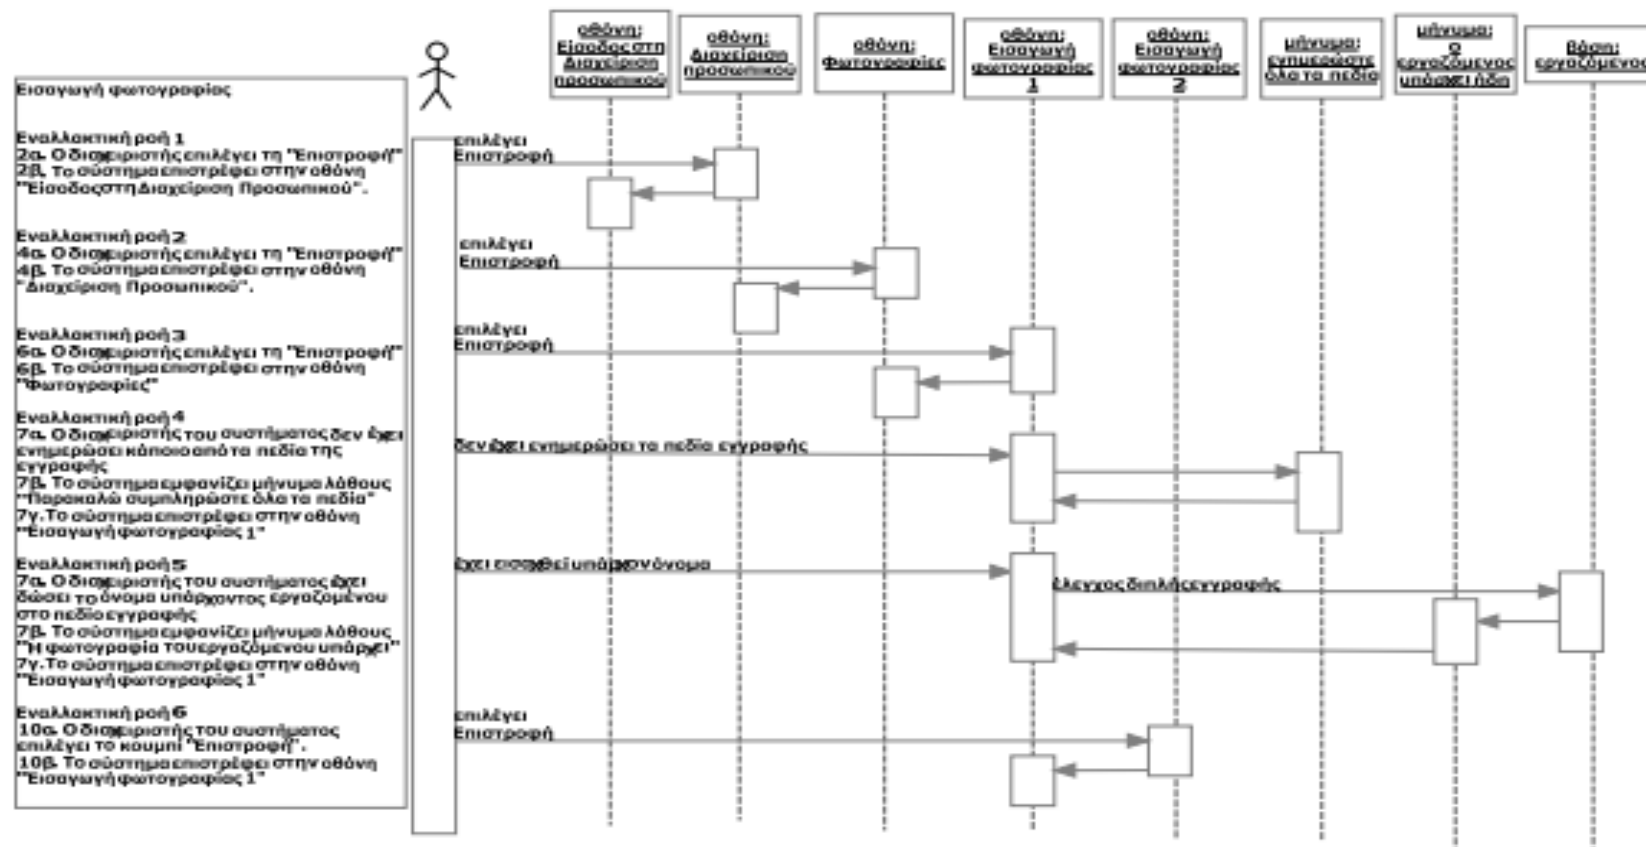 οθόνη:
Είσοδος στη
Διαχείριση
προσωπικού
οθόνη:
Διαχείριση
προσωπικού
οθόνη:
Φωτογραφίες
οθόνη:
Εισαγωγή
φωτογραφίας
1
οθόνη:
Εισαγωγή
φωτογραφίας
2
μήνυμα:
ενημερώστε
όλα τα πεδία
μήνυμα:
ο
εργαζόμενος
υπάρχει ήδη
βάση:
εργαζόμενος
Εισαγωγή φωτογραφίας
Εναλλακτική ροή 1
2α. Ο διαχειριστής επιλέγει τη "Επιστροφή"
2β. Το σύστημα επιστρέφει στην οθόνη
"Είσοδος στη Διαχείριση Προσωπικού".
Εναλλακτική ροή 2
4α. Ο διαχειριστής επιλέγει τη "Επιστροφή"
4β. Το σύστημα επιστρέφει στην οθόνη
"Διαχείριση Προσωπικού".
Εναλλακτική ροή 3
6α. Ο διαχειριστής επιλέγει τη "Επιστροφή"
6β. Το σύστημα επιστρέφει στην οθόνη
"Φωτογραφίες"
Εναλλακτική ροή 4
7α. Ο διαχειριστής του συστήματος δεν έχει
ενημερώσει κάποιο από τα πεδία της
εγγραφής
7β. Το σύστημα εμφανίζει μήνυμα λάθους
"Παρακαλώ συμπληρώστε όλα τα πεδία"
7γ. Το σύστημα επιστρέφει στην οθόνη
"Εισαγωγή φωτογραφίας 1"
Εναλλακτική ροή 5
7α. Ο διαχειριστής του συστήματος έχει
δώσει το όνομα υπάρχοντος εργαζομένου
στο πεδίο εγγραφής
7β. Το σύστημα εμφανίζει μήνυμα λάθους
"Η φωτογραφία του εργαζόμενου υπάρχει"
7γ. Το σύστημα επιστρέφει στην οθόνη
"Εισαγωγή φωτογραφίας 1"
Εναλλακτική ροή 6
10α. Ο διαχειριστής του συστήματος
επιλέγει το κουμπί "Επιστροφή".
10β. Το σύστημα επιστρέφει στην οθόνη
"Εισαγωγή φωτογραφίας 1"
επιλέγει
Επιστροφή
επιλέγει
Επιστροφή
επιλέγει
Επιστροφή
δεν έχει ενημερώσει τα πεδία εγγραφής
έχει εισαχθεί υπάρχον όνομα
έλεγχος διπλής εγγραφής
επιλέγει
Επιστροφή